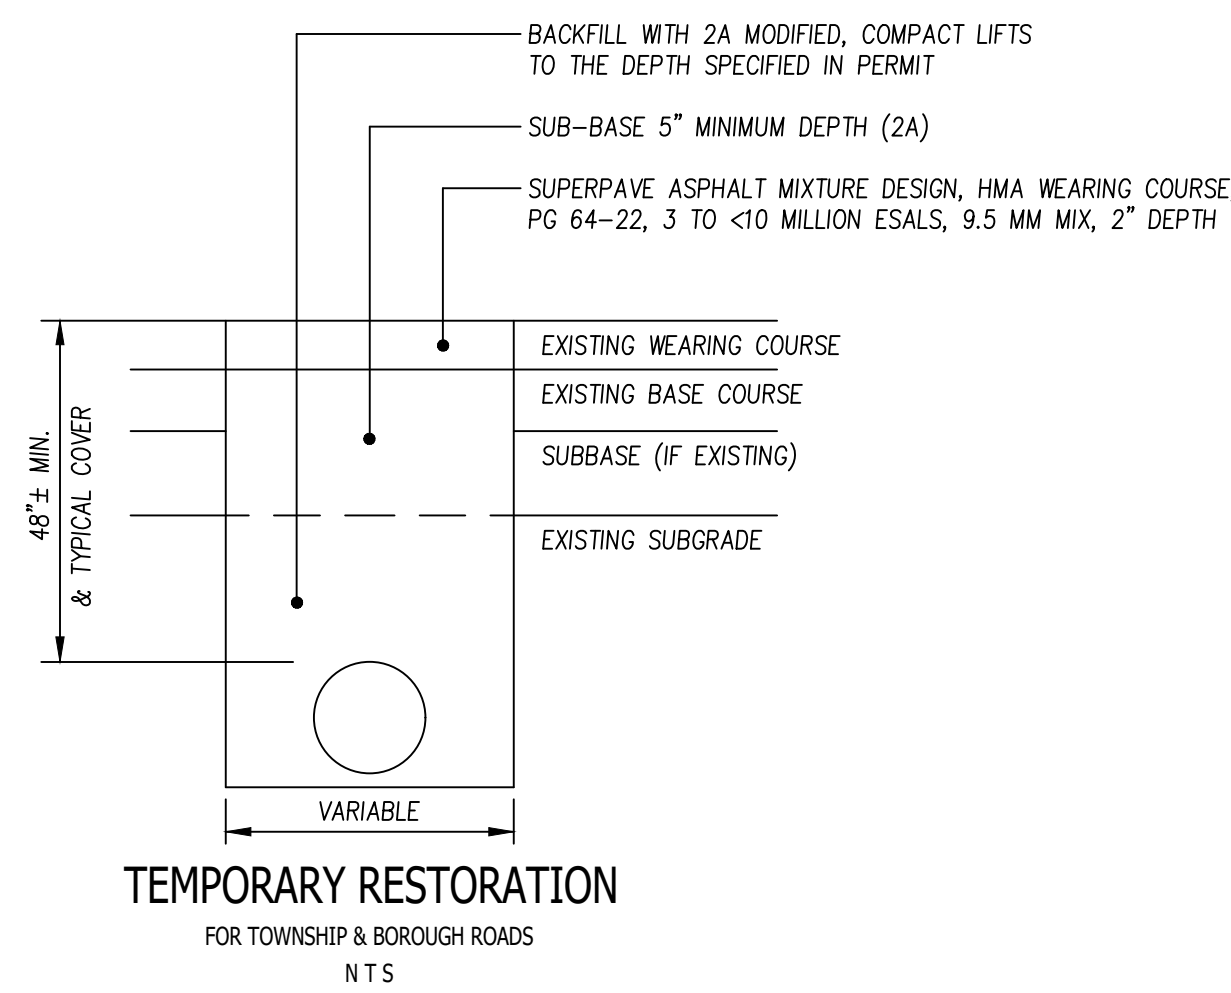 BACKFILL WITH 2A MODIFIED, COMPACT LIFTS
TO THE DEPTH SPECIFIED IN PERMIT
SUB-BASE 5" MINIMUM DEPTH (2A)
SUPERPAVE ASPHALT MIXTURE DESIGN, HMA WEARING COURSE,
PG 64-22, 3 TO <10 MILLION ESALS, 9.5 MM MIX, 2" DEPTH
EXISTING WEARING COURSE
EXISTING BASE COURSE
SUBBASE (IF EXISTING)
EXISTING SUBGRADE
48"± MIN.
& TYPICAL COVER
VARIABLE
TEMPORARY RESTORATION
FOR TOWNSHIP & BOROUGH ROADS
N T S